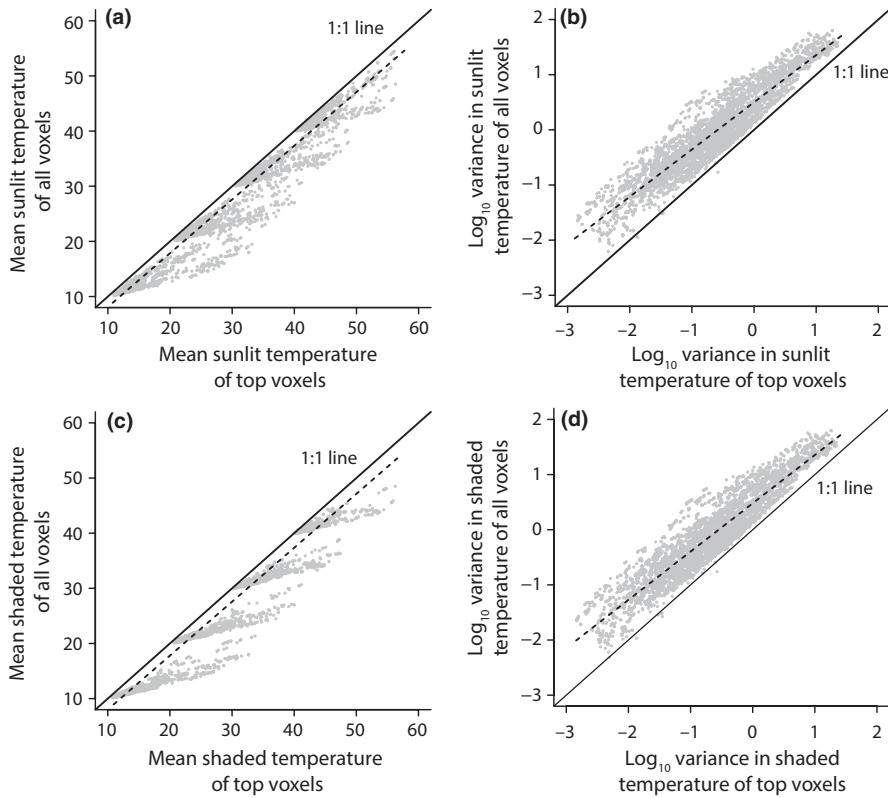 (a)
1:1 line
60
50
40
30
20
10
Mean sunlit temperature
of all voxels
10 20 30 40 50 60
Mean sunlit temperature
of top voxels
(b)
1:1 line
2
1
0
−1
−2
−3
Log10 variance in sunlit
temperature of all voxels
−3 −2 −1 0 1 2
Log10 variance in sunlit
temperature of top voxels
(c)
1:1 line
60
50
40
30
20
10
Mean shaded temperature
of all voxels
10 20 30 40 50 60
Mean shaded temperature
of top voxels
(d)
1:1 line
2
1
0
−1
−2
−3
Log10 variance in shaded
temperature of all voxels
−3 −2 −1 0 1 2
Log10 variance in shaded
temperature of top voxels